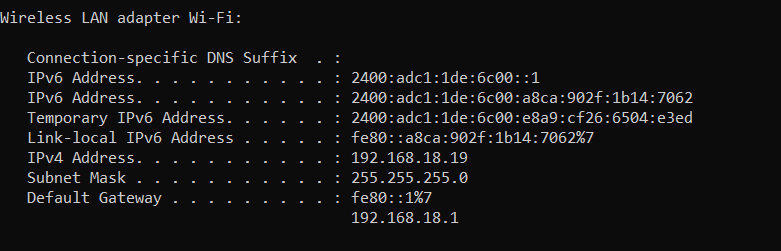 Wireless LAN adapter Wi-Fi:
Connection-specific DNS Suffix  . :
IPv6 Address. . . . . . . . . . . : 2400:adc1:1de:6c00::1
IPv6 Address. . . . . . . . . . . : 2400:adc1:1de:6c00:a8ca:902f:1b14:7062
Temporary IPv6 Address. . . . . . : 2400:adc1:1de:6c00:e8a9:cf26:6504:e3ed
Link-local IPv6 Address . . . . . : fe80::a8ca:902f:1b14:7062%7
IPv4 Address. . . . . . . . . . . : 192.168.18.19
Subnet Mask . . . . . . . . . . . : 255.255.255.0
Default Gateway . . . . . . . . . : fe80::1%7
192.168.18.1